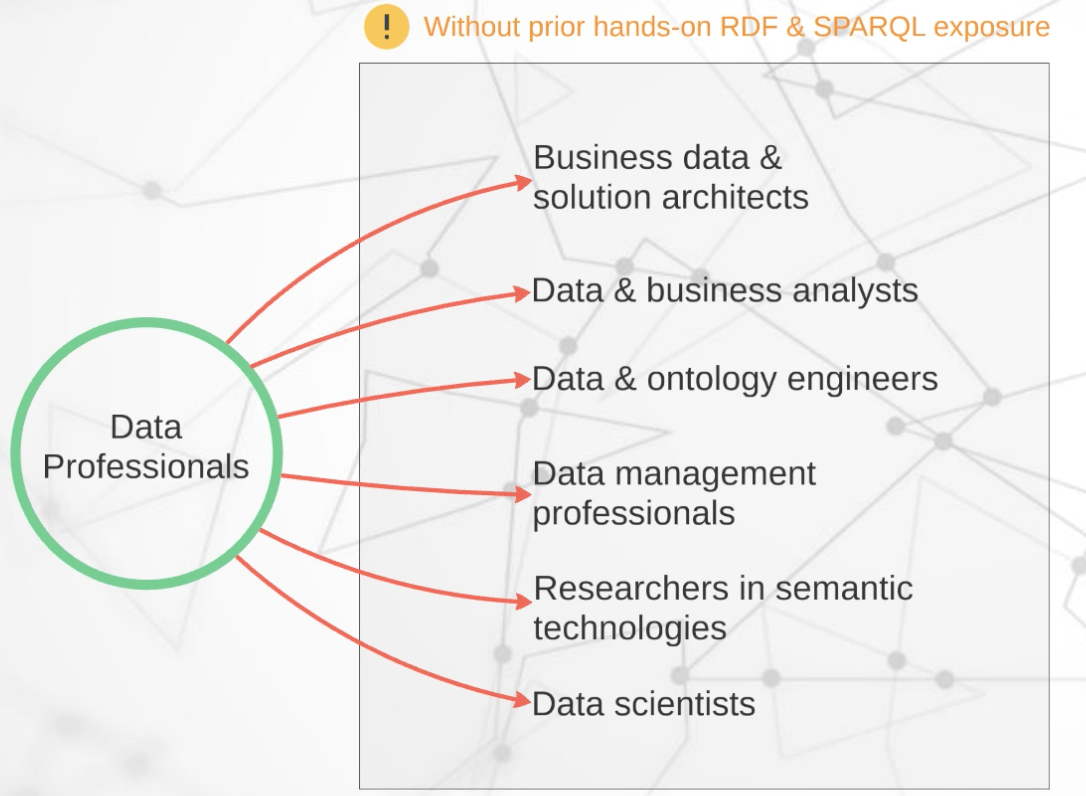 ! Without prior hands-on RDF & SPARQL exposure
Business data &
solution architects
Data & business analysts
Data & ontology engineers
Data
Professionals
Data management
professionals
Researchers in semantic
technologies
Data scientists